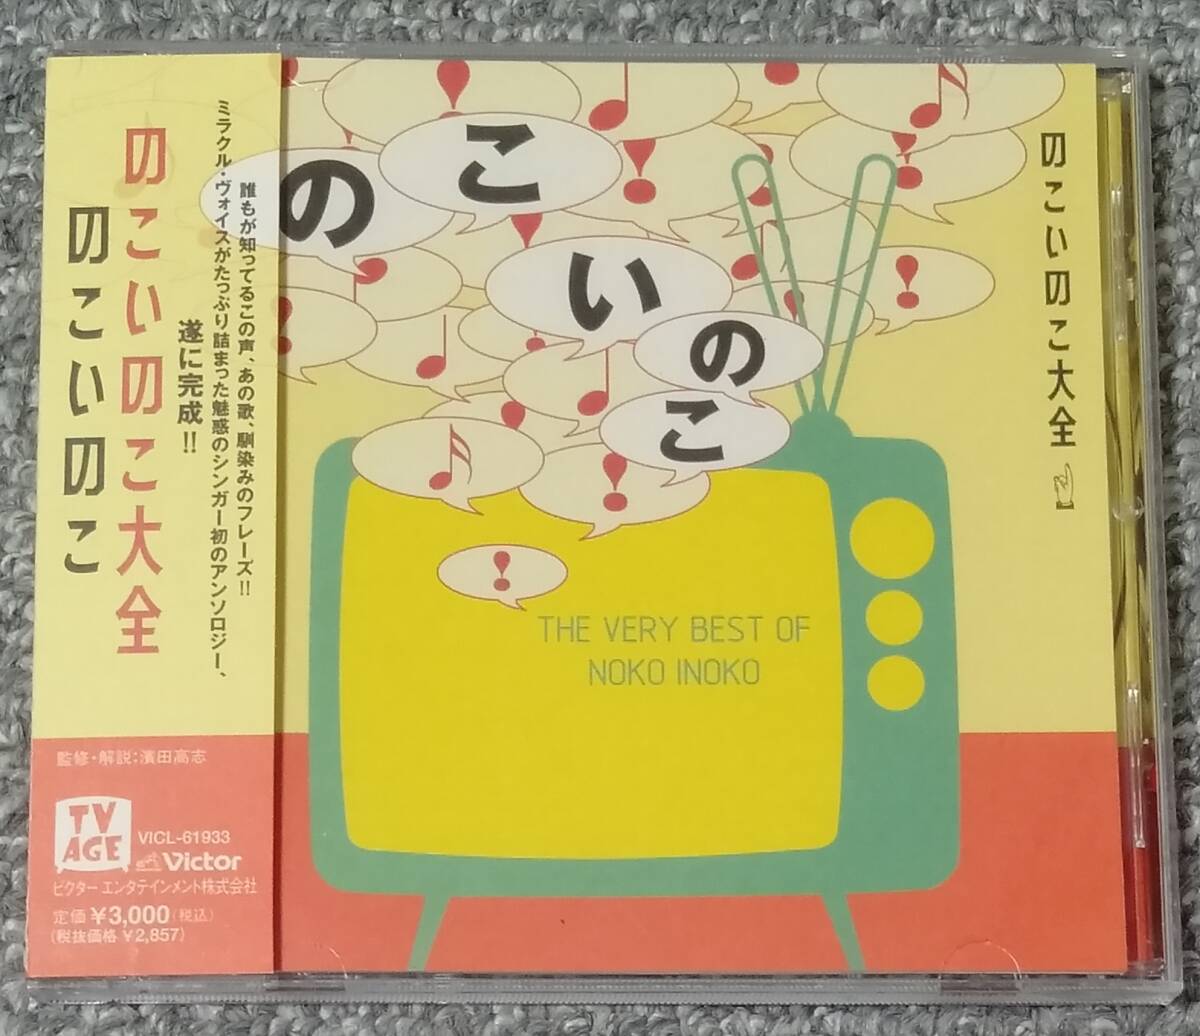 のこいのこ大全
のこいのこ
誰もが知ってるこの声、あの歌、馴染みのフレーズ!!
ミラクル・ヴォイスがたっぷり詰まった魅惑のシンガー初のアンソロジー、
遂に完成!!
監修・解説:濱田高志
TV
AGE
VICL-61933
Victor
ビクター エンタテインメント株式会社
定価 ¥3,000(税込)
(税抜価格 ¥2,857)
の
こ
い
の
こ
THE VERY BEST OF
NOKO INOKO
のこいのこ大全